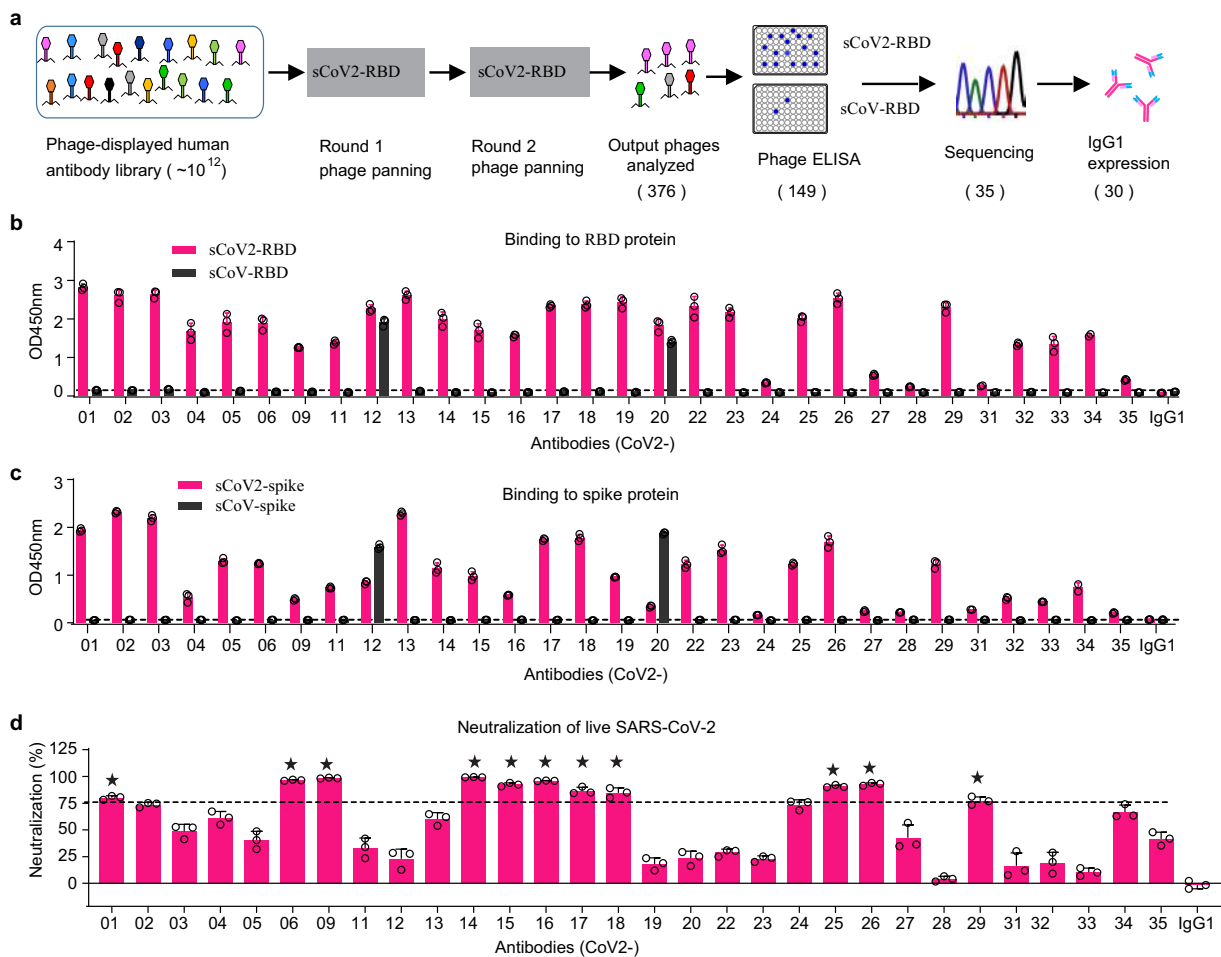 a
sCoV2-RBD
sCoV2-RBD
sCoV2-RBD
sCoV-RBD
Phage-displayed human
antibody library ( ~10^12)
Round 1
phage panning
Round 2
phage panning
Output phages
analyzed
( 376 )
Phage ELISA
( 149 )
Sequencing
( 35 )
IgG1
expression
( 30 )
b
Binding to RBD protein
sCoV2-RBD
sCoV-RBD
OD450nm
4
3
2
1
0
01 02 03 04 05 06 09 11 12 13 14 15 16 17 18 19 20 22 23 24 25 26 27 28 29 31 32 33 34 35 IgG1
Antibodies (CoV2-)
c
Binding to spike protein
sCoV2-spike
sCoV-spike
OD450nm
3
2
1
0
01 02 03 04 05 06 09 11 12 13 14 15 16 17 18 19 20 22 23 24 25 26 27 28 29 31 32 33 34 35 IgG1
Antibodies (CoV2-)
d
Neutralization of live SARS-CoV-2
Neutralization (%)
125
100
75
50
25
0
01 02 03 04 05 06 09 11 12 13 14 15 16 17 18 19 20 22 23 24 25 26 27 28 29 31 32 33 34 35 IgG1
Antibodies (CoV2-)